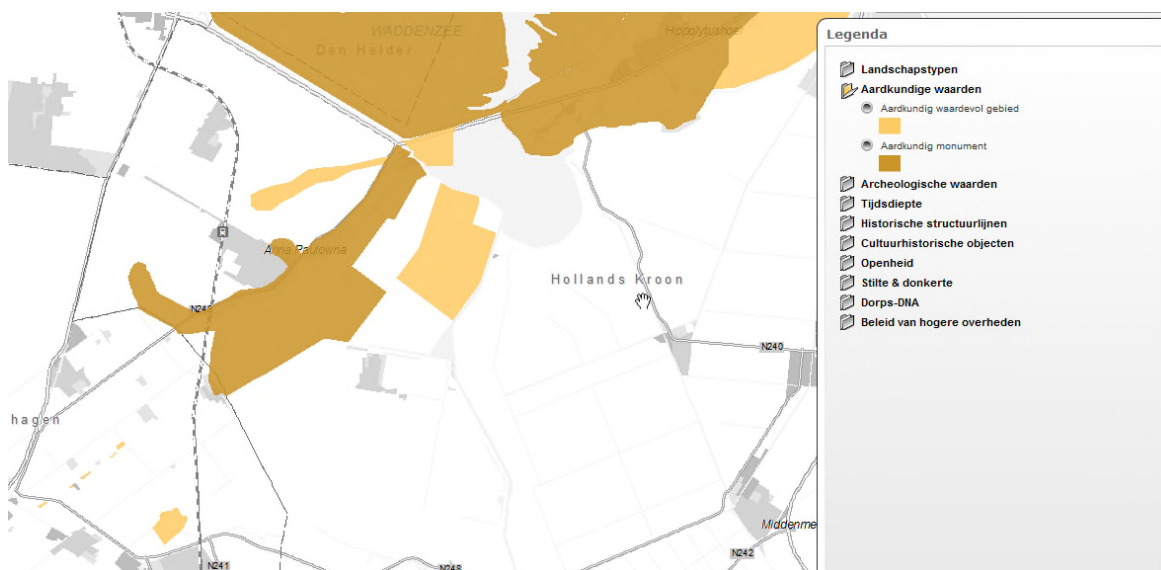 WADDENZEE
Den Helder
Hippolytushoef
Anna Paulowna
Hollands Kroon
N249
N240
hagen
Middenme
N242
N241
N248
Legenda
Landschapstypen
Aardkundige waarden
Aardkundig waardevol gebied
Aardkundig monument
Archeologische waarden
Tijdsdiepte
Historische structuurlijnen
Cultuurhistorische objecten
Openheid
Stilte & donkerte
Dorps-DNA
Beleid van hogere overheden